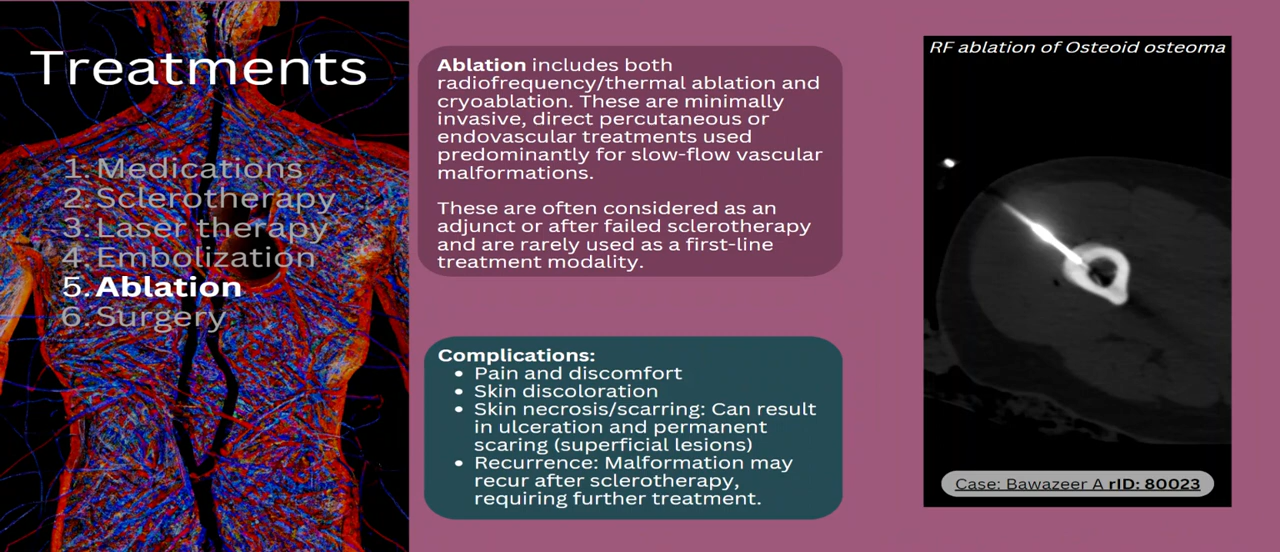 Treatments
1. Medications
2. Sclerotherapy
3. Laser therapy
4. Embolization
5. Ablation
6. Surgery
Ablation includes both
radiofrequency/thermal ablation and
cryoablation. These are minimally
invasive, direct percutaneous or
endovascular treatments used
predominantly for slow-flow vascular
malformations.
These are often considered as an
adjunct or after failed sclerotherapy
and are rarely used as a first-line
treatment modality.
Complications:
• Pain and discomfort
• Skin discoloration
• Skin necrosis/scarring: Can result
in ulceration and permanent
scaring (superficial lesions)
• Recurrence: Malformation may
recur after sclerotherapy,
requiring further treatment.
RF ablation of Osteoid osteoma
Case: Bawazeer A rID: 80023